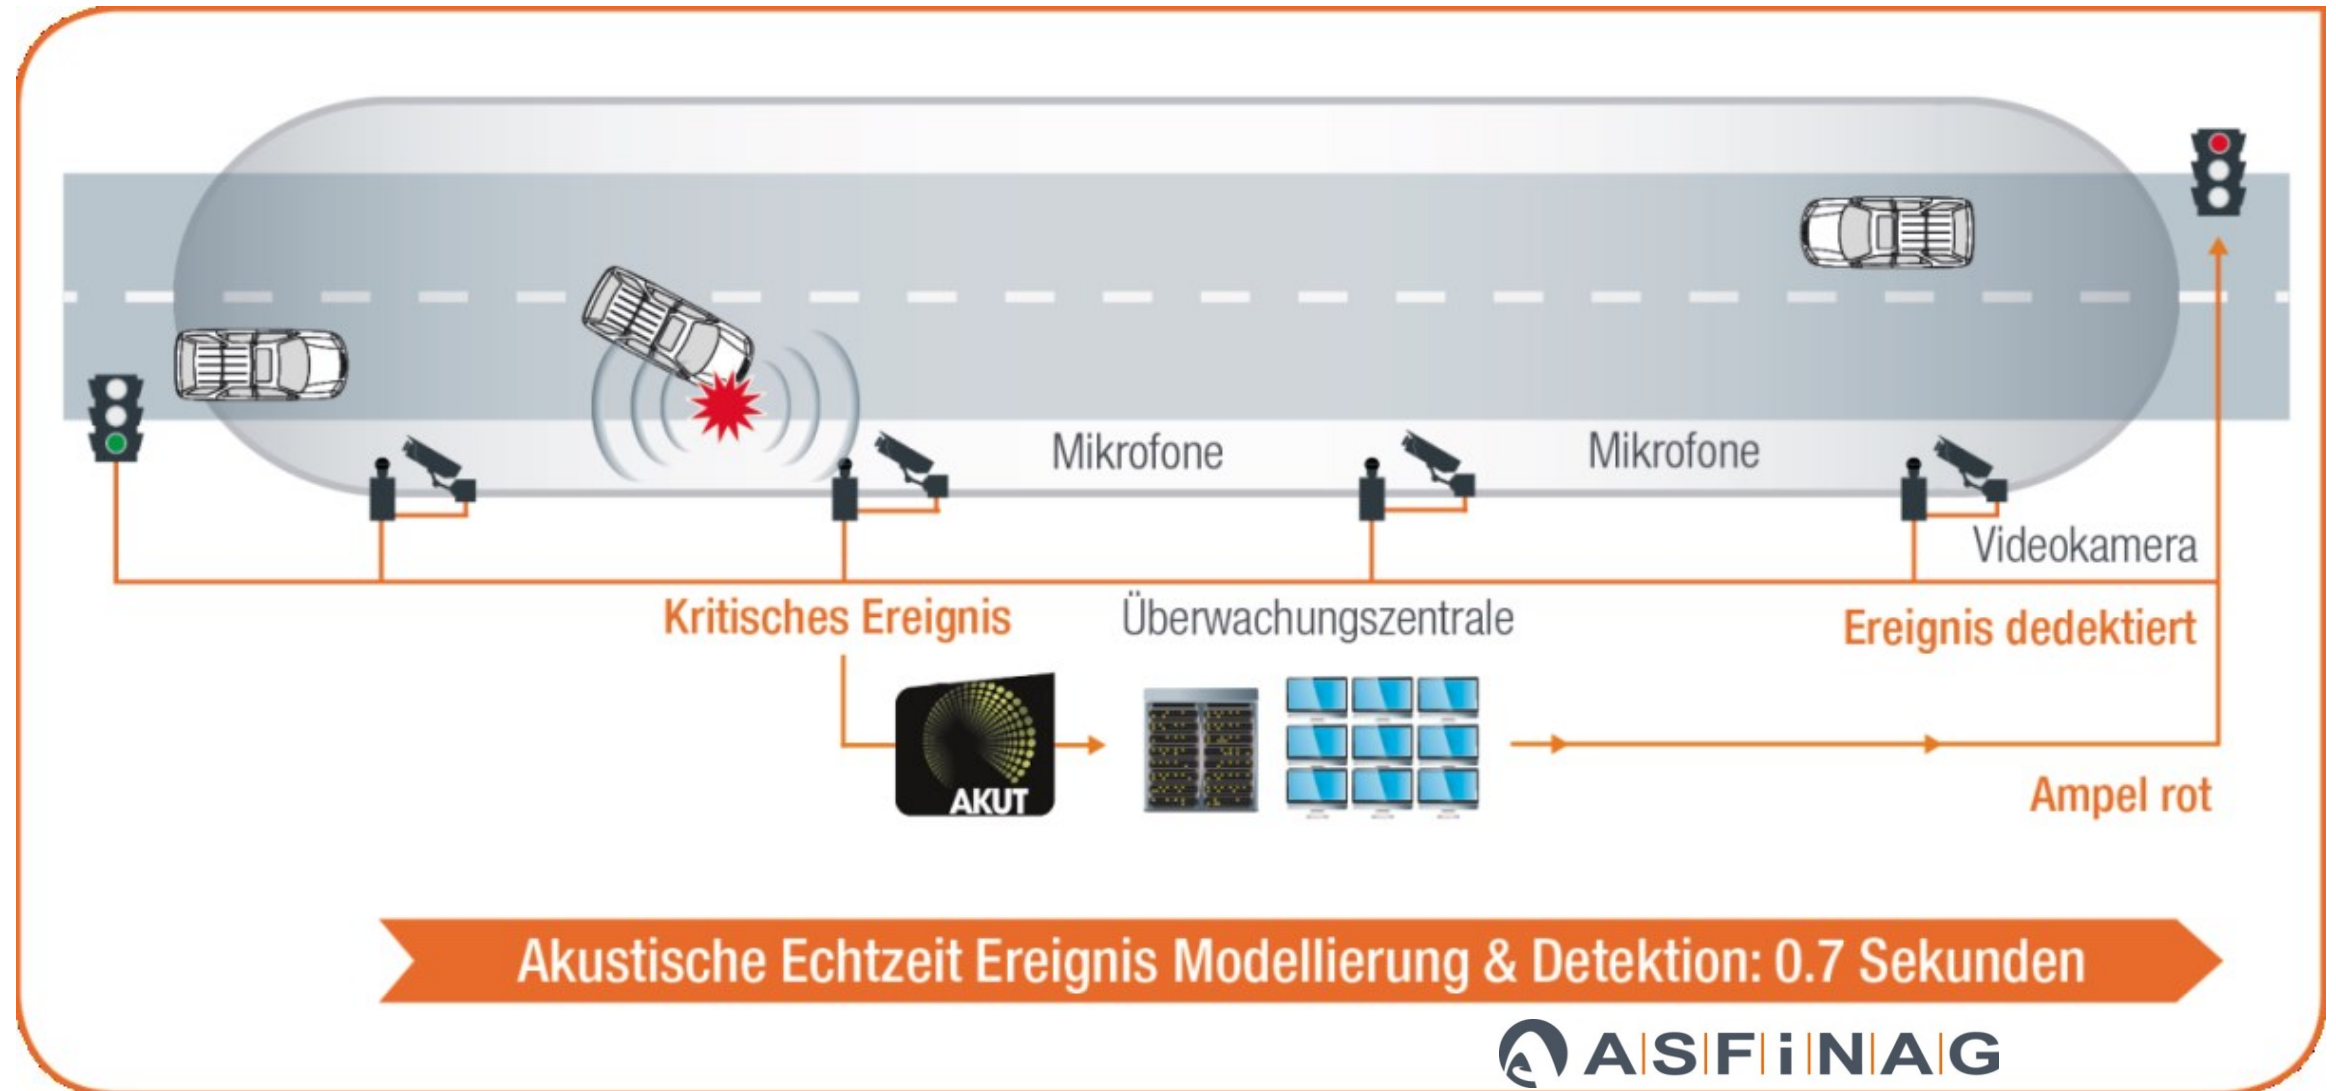 Mikrofone
Mikrofone
Videokamera
Kritisches Ereignis
Überwachungszentrale
Ereignis dedektiert
AKUT
Ampel rot
Akustische Echtzeit Ereignis Modellierung & Detektion: 0.7 Sekunden
A|S|F|i|N|A|G